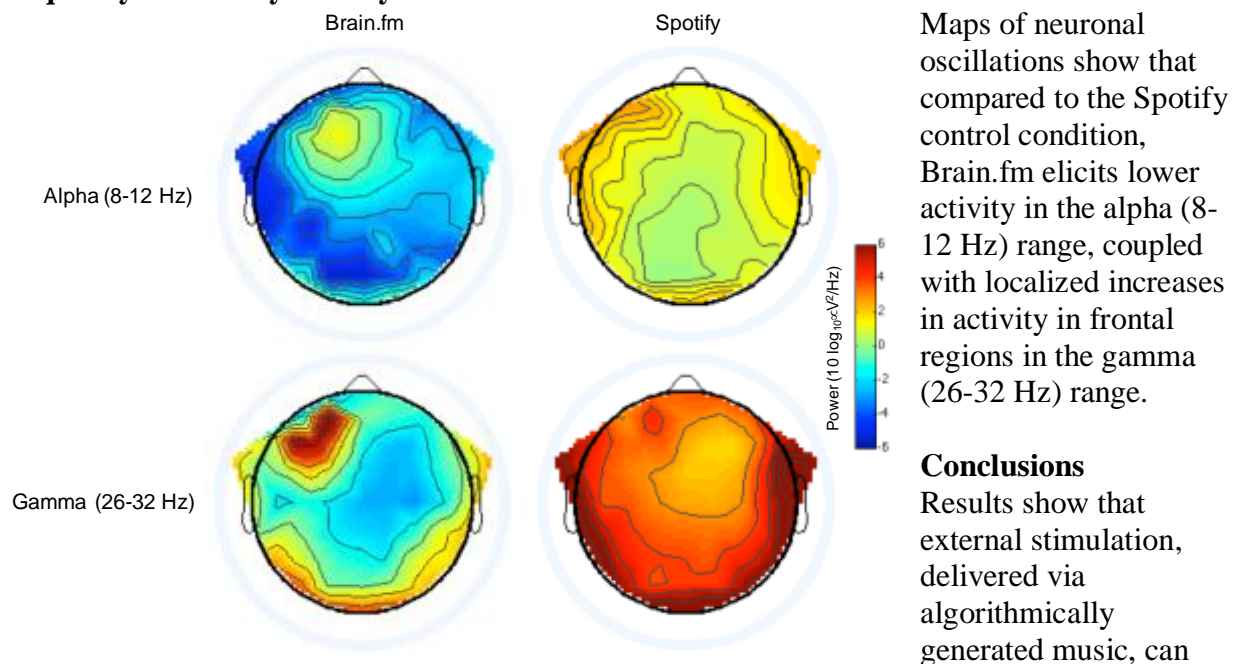 Brain.fm
Spotify
Alpha (8-12 Hz)
Gamma (26-32 Hz)
Power (10 log₁₀∝V²/Hz)
6
4
2
0
-2
-4
-6
Maps of neuronal
oscillations show that
compared to the Spotify
control condition,
Brain.fm elicits lower
activity in the alpha (8-
12 Hz) range, coupled
with localized increases
in activity in frontal
regions in the gamma
(26-32 Hz) range.
Conclusions
Results show that
external stimulation,
delivered via
algorithmically
generated music, can